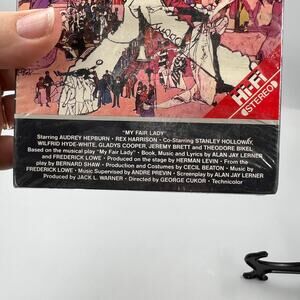 Hi-Fi
STEREO
"MY FAIR LADY"
Starring AUDREY HEPBURN · REX HARRISON · Co-Starring STANLEY HOLLOWAY,
WILFRID HYDE-WHITE, GLADYS COOPER, JEREMY BRETT and THEODORE BIKEL
Based on the musical play "My Fair Lady" · Book, Music and Lyrics by ALAN JAY LERNER
and FREDERICK LOEWE · Produced on the stage by HERMAN LEVIN · From the
play by BERNARD SHAW · Production and Costumes by CECIL BEATON · Music by
FREDERICK LOEWE · Music Supervised by ANDRE PREVIN · Screenplay by ALAN JAY LERNER
Produced by JACK L. WARNER · Directed by GEORGE CUKOR · Technicolor